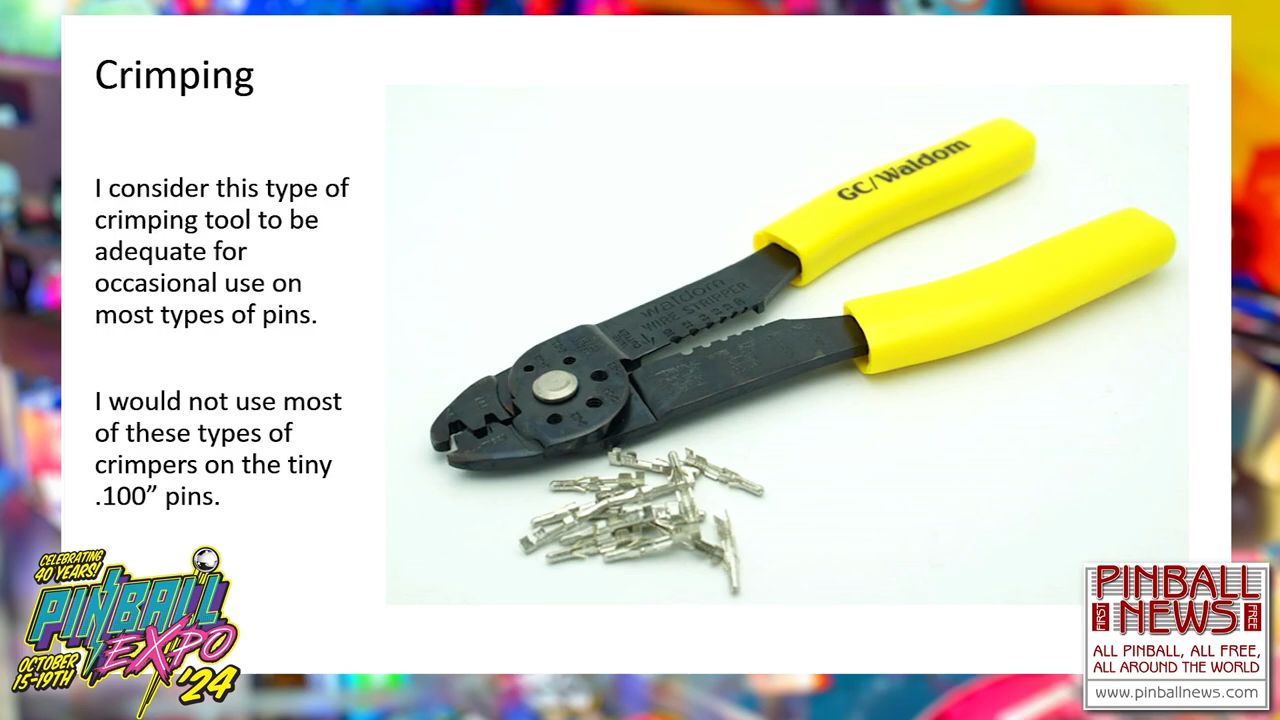 Crimping
I consider this type of
crimping tool to be
adequate for
occasional use on
most types of pins.
I would not use most
of these types of
crimpers on the tiny
.100” pins.
GC/Waldom
Waldom
WIRE STRIPPER
CELEBRATING
40 YEARS!
PINBALL
EXPO
OCTOBER
15-19TH
'24
PINBALL
FIRST NEWS FREE
ALL PINBALL, ALL FREE,
ALL AROUND THE WORLD
www.pinballnews.com